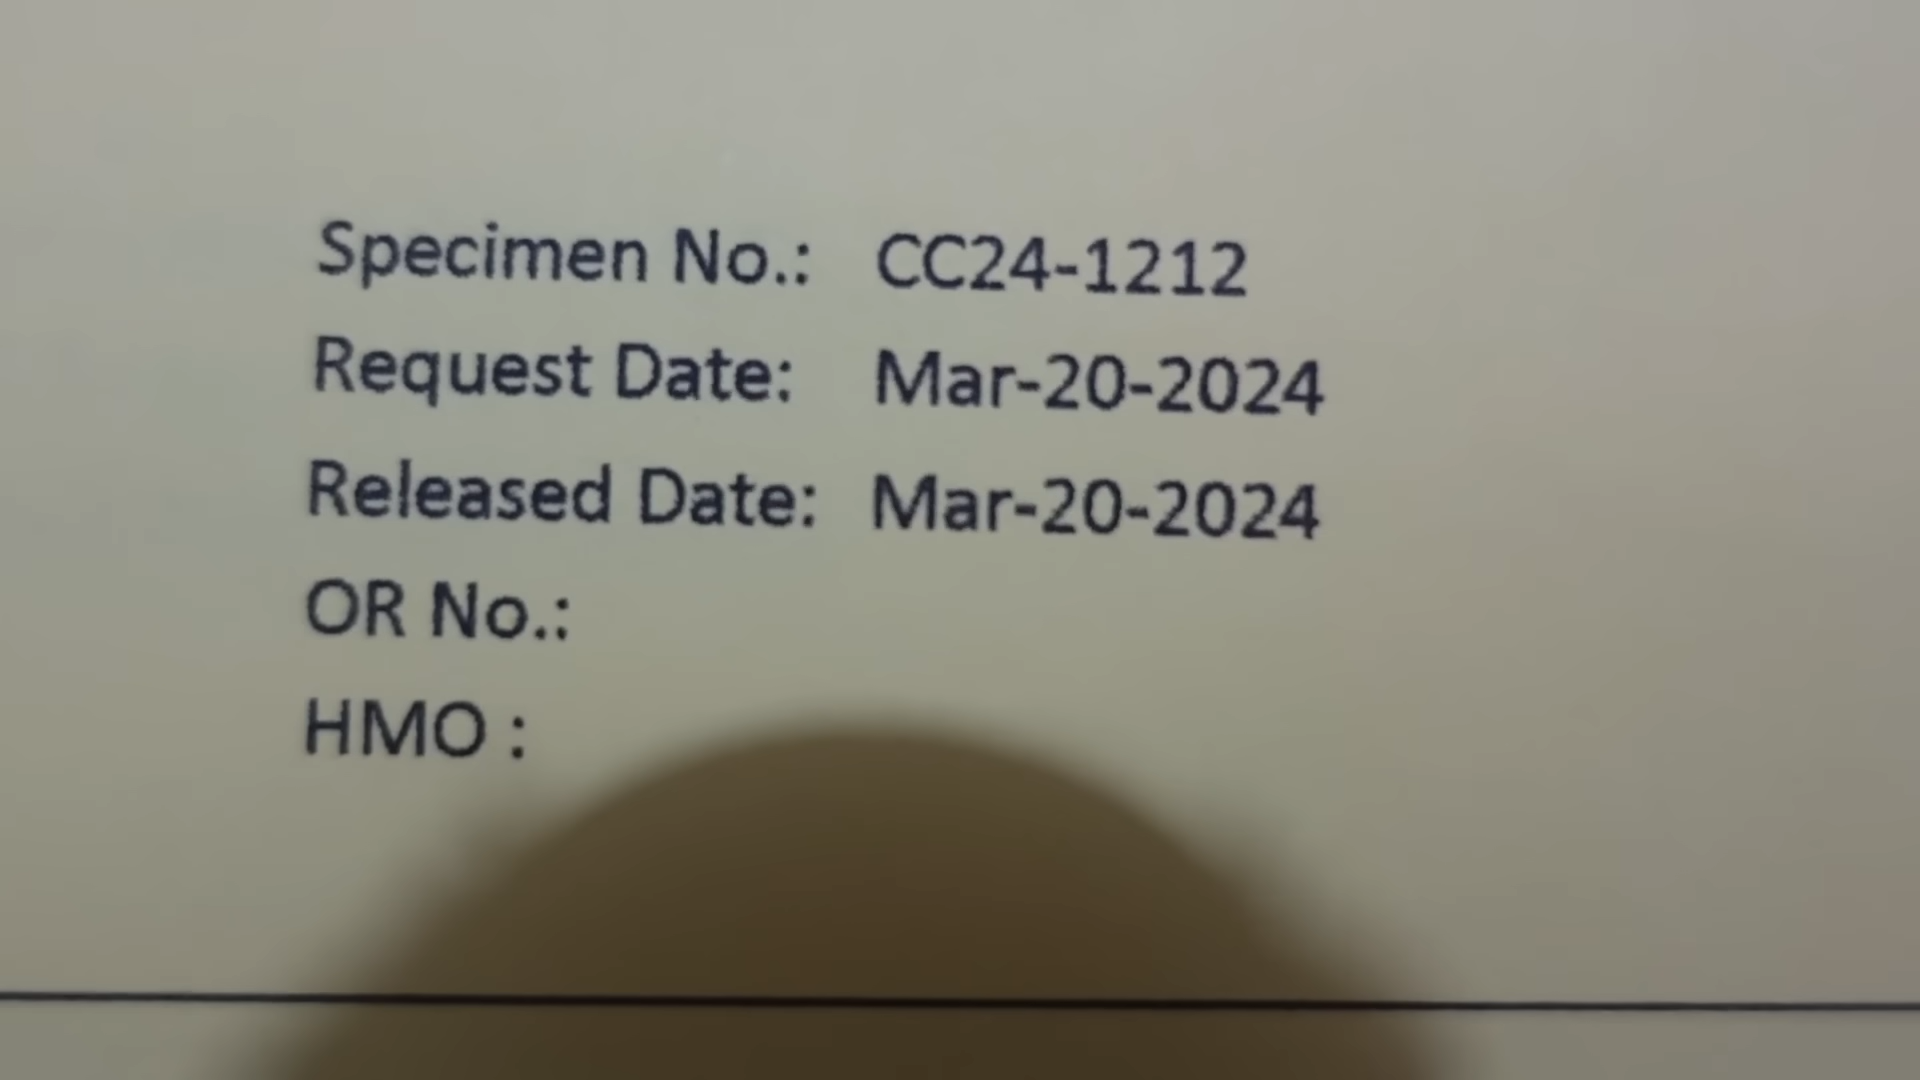 Specimen No.: CC24-1212
Request Date: Mar-20-2024
Released Date: Mar-20-2024
OR No.:
HMO :